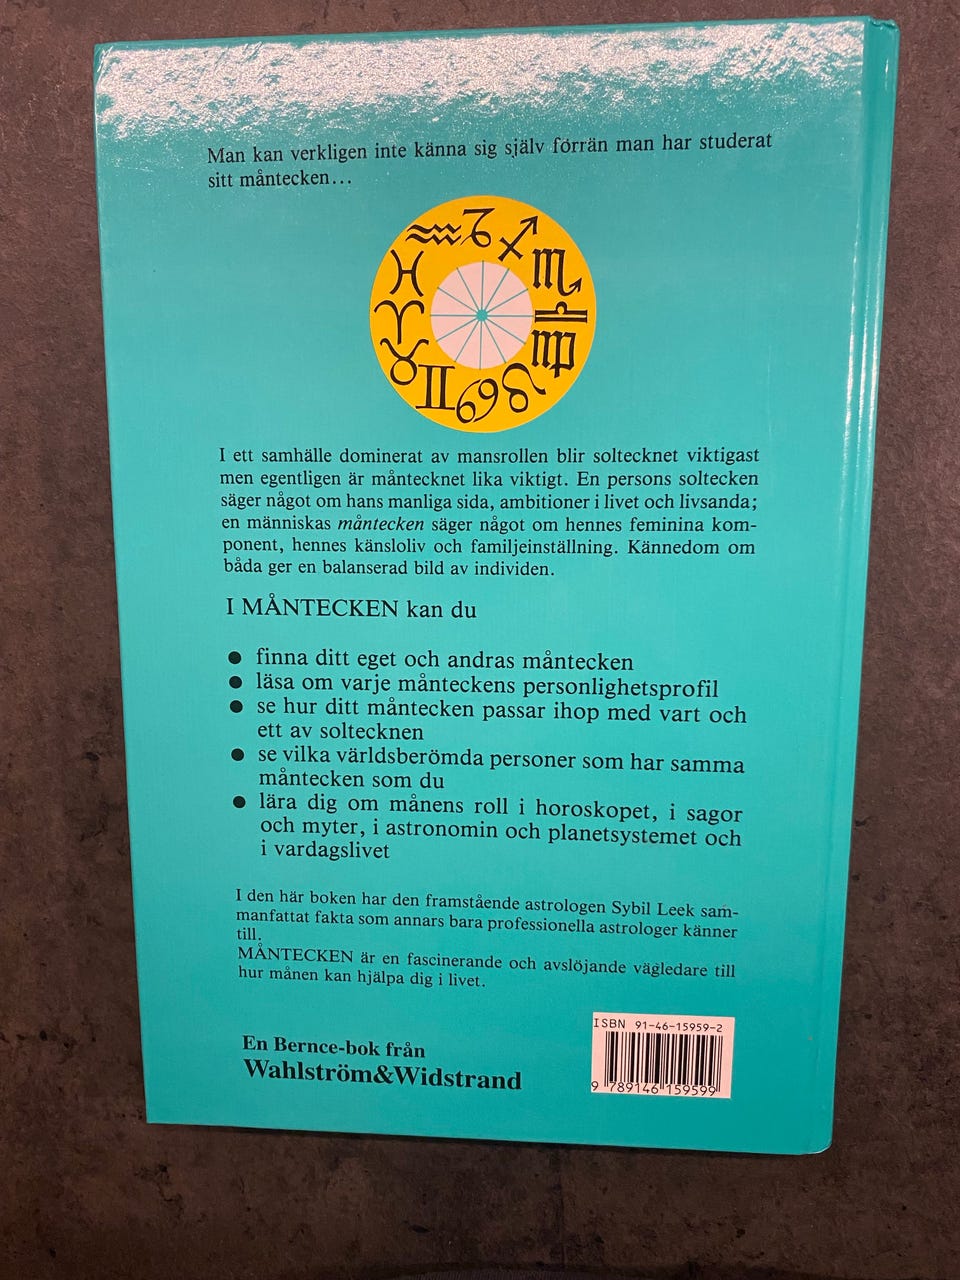 Man kan verkligen inte känna sig själv förrän man har studerat
sitt måntecken...
I ett samhälle dominerat av mansrollen blir soltecknet viktigast
men egentligen är måntecknet lika viktigt. En persons soltecken
säger något om hans manliga sida, ambitioner i livet och livsanda;
en människas måntecken säger något om hennes feminina kom-
ponent, hennes känsloliv och familjeinställning. Kännedom om
båda ger en balanserad bild av individen.
I MÅNTECKEN kan du
● finna ditt eget och andras måntecken
● läsa om varje månteckens personlighetsprofil
● se hur ditt måntecken passar ihop med vart och
ett av soltecknen
● se vilka världsberömda personer som har samma
måntecken som du
● lära dig om månens roll i horoskopet, i sagor
och myter, i astronomin och planetsystemet och
i vardagslivet
I den här boken har den framstående astrologen Sybil Leek sam-
manfattat fakta som annars bara professionella astrologer känner
till.
MÅNTECKEN är en fascinerande och avslöjande vägledare till
hur månen kan hjälpa dig i livet.
En Bernce-bok från
Wahlström&Widstrand
ISBN 91-46-15959-2
9 789146 159599